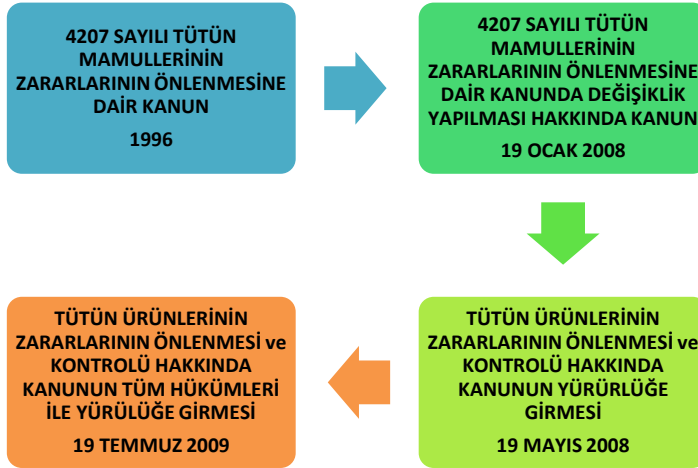 4207 SAYILI TÜTÜN
MAMULLERİNİN
ZARARLARININ ÖNLENMESİNE
DAİR KANUN
1996
4207 SAYILI TÜTÜN
MAMULLERİNİN
ZARARLARININ ÖNLENMESİNE
DAİR KANUNDA DEĞİŞİKLİK
YAPILMASI HAKKINDA KANUN
19 OCAK 2008
TÜTÜN ÜRÜNLERİNİN
ZARARLARININ ÖNLENMESİ ve
KONTROLÜ HAKKINDA
KANUNUN YÜRÜRLÜĞE
GİRMESİ
19 MAYIS 2008
TÜTÜN ÜRÜNLERİNİN
ZARARLARININ ÖNLENMESİ ve
KONTROLÜ HAKKINDA
KANUNUN TÜM HÜKÜMLERİ
İLE YÜRÜLÜĞE GİRMESİ
19 TEMMUZ 2009